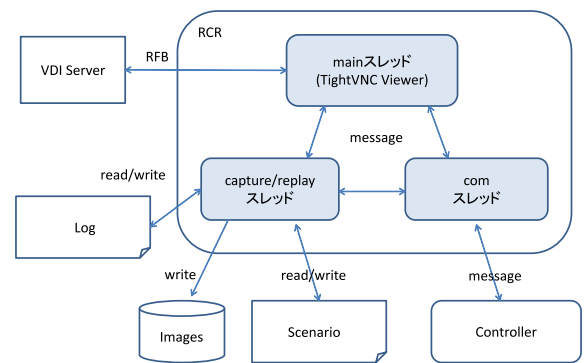 RCR
mainスレッド
(TightVNC Viewer)
VDI Server
RFB
message
read/write
capture/replay
スレッド
com
スレッド
Log
write
read/write
message
Images
Scenario
Controller